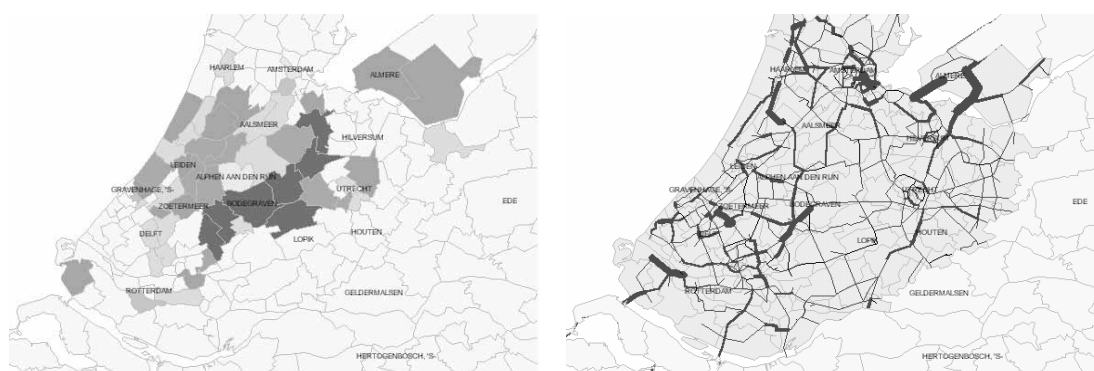 HAARLEM
AMSTERDAM
ALMERE
AALSMEER
HILVERSUM
LEIDEN
ALPHEN AAN DEN RIJN
GRAVENHAGE, 'S-
UTRECHT
ZOETERMEER
BODEGRAVEN
EDE
DELFT
LOPIK
HOUTEN
ROTTERDAM
GELDERMALSEN
HERTOGENBOSCH, 'S-
HAARLEM
AMSTERDAM
ALMERE
AALSMEER
HILVERSUM
LEIDEN
ALPHEN AAN DEN RIJN
GRAVENHAGE, 'S-
UTRECHT
ZOETERMEER
BODEGRAVEN
EDE
LOPIK
HOUTEN
ROTTERDAM
GELDERMALSEN
HERTOGENBOSCH, 'S-